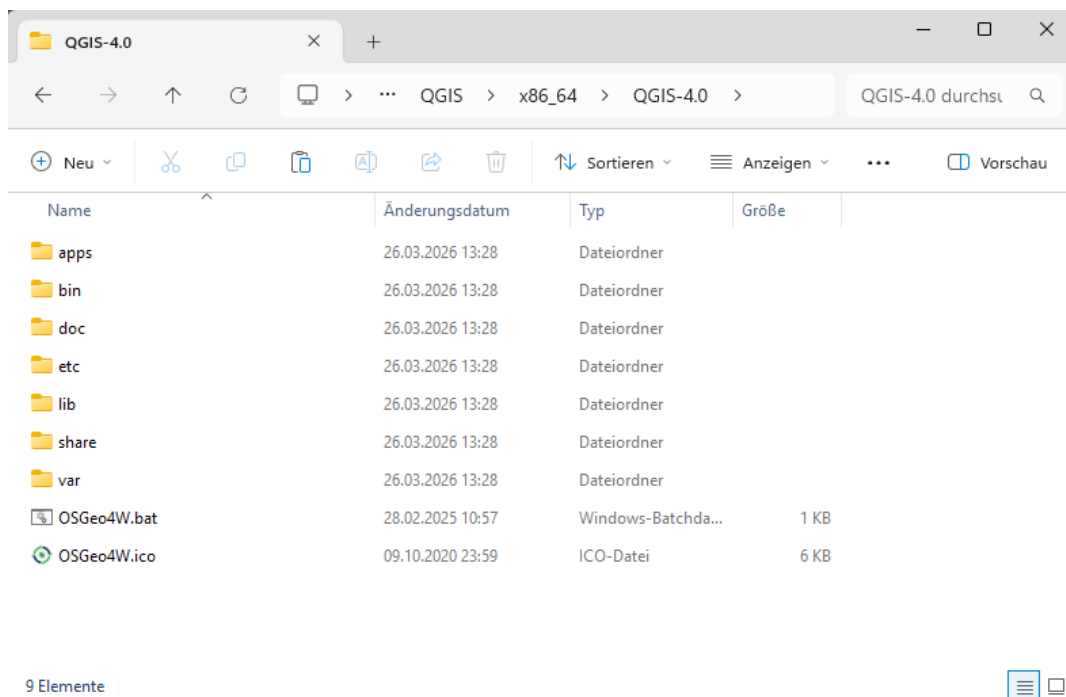 QGIS-4.0
QGIS x86_64 QGIS-4.0 QGIS-4.0 durchsu
Neu Sortieren Anzeigen Vorschau
Name Änderungsdatum Typ Größe
apps 26.03.2026 13:28 Dateiordner
bin 26.03.2026 13:28 Dateiordner
doc 26.03.2026 13:28 Dateiordner
etc 26.03.2026 13:28 Dateiordner
lib 26.03.2026 13:28 Dateiordner
share 26.03.2026 13:28 Dateiordner
var 26.03.2026 13:28 Dateiordner
OSGeo4W.bat 28.02.2025 10:57 Windows-Batchda... 1 KB
OSGeo4W.ico 09.10.2020 23:59 ICO-Datei 6 KB
9 Elemente